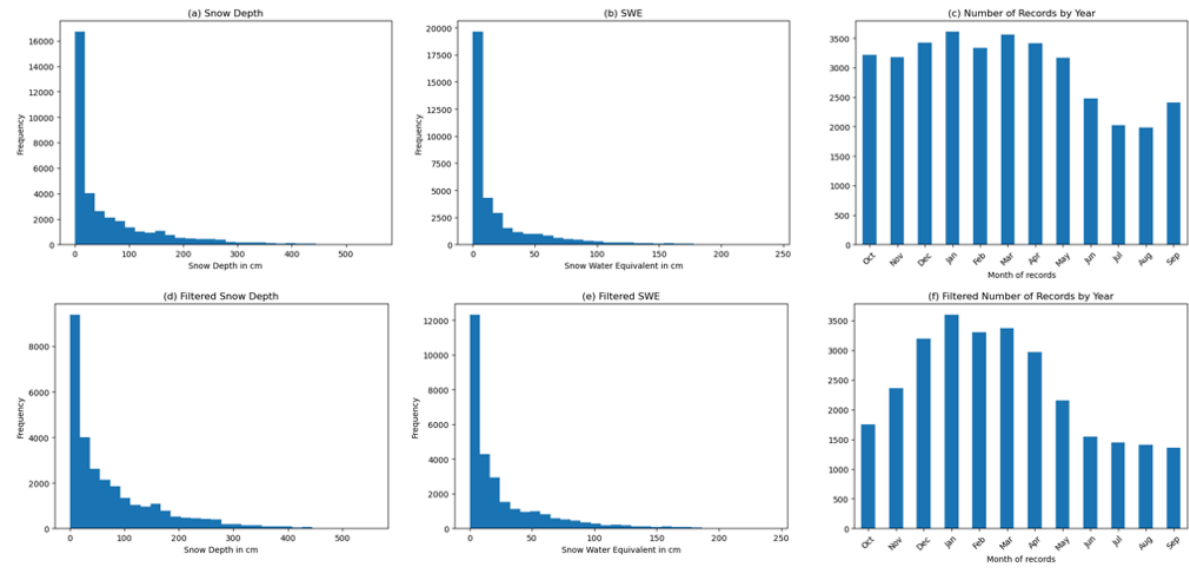 (a) Snow Depth
16000
14000
12000
10000
8000
6000
4000
2000
0
Frequency
0 100 200 300 400 500
Snow Depth in cm
(b) SWE
20000
17500
15000
12500
10000
7500
5000
2500
0
Frequency
0 50 100 150 200 250
Snow Water Equivalent in cm
(c) Number of Records by Year
3500
3000
2500
2000
1500
1000
500
0
Oct Nov Dec Jan Feb Mar Apr May Jun Jul Aug Sep
Month of records
(d) Filtered Snow Depth
8000
6000
4000
2000
0
Frequency
0 100 200 300 400 500
Snow Depth in cm
(e) Filtered SWE
12000
10000
8000
6000
4000
2000
0
Frequency
0 50 100 150 200 250
Snow Water Equivalent in cm
(f) Filtered Number of Records by Year
3500
3000
2500
2000
1500
1000
500
0
Oct Nov Dec Jan Feb Mar Apr May Jun Jul Aug Sep
Month of records